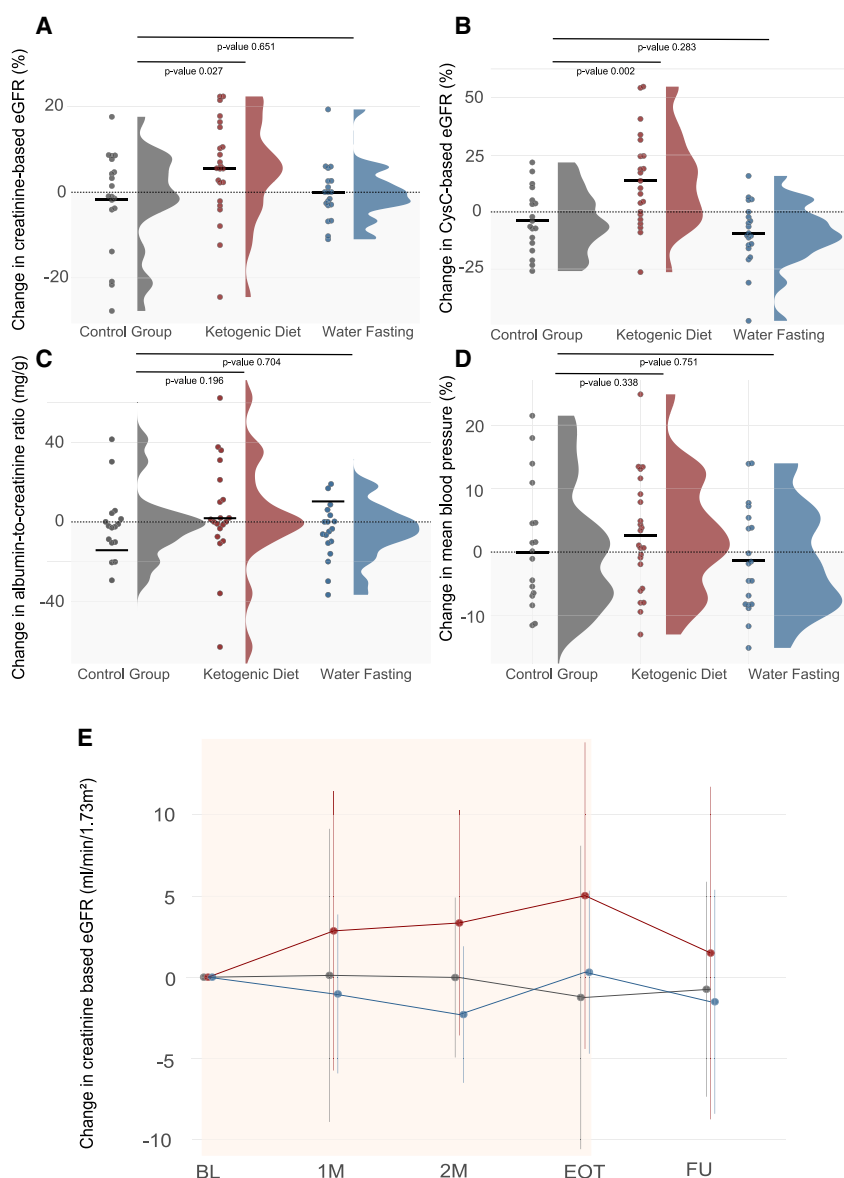 A
p-value 0.651
p-value 0.027
Change in creatinine-based eGFR (%)
20
0
-20
Control Group
Ketogenic Diet
Water Fasting
B
p-value 0.283
p-value 0.002
Change in CysC-based eGFR (%)
50
25
0
-25
Control Group
Ketogenic Diet
Water Fasting
C
p-value 0.704
p-value 0.196
Change in albumin-to-creatinine ratio (mg/g)
40
0
-40
Control Group
Ketogenic Diet
Water Fasting
D
p-value 0.751
p-value 0.338
Change in mean blood pressure (%)
20
10
0
-10
Control Group
Ketogenic Diet
Water Fasting
E
Change in creatinine based eGFR (ml/min/1.73m²)
10
5
0
-5
-10
BL
1M
2M
EOT
FU